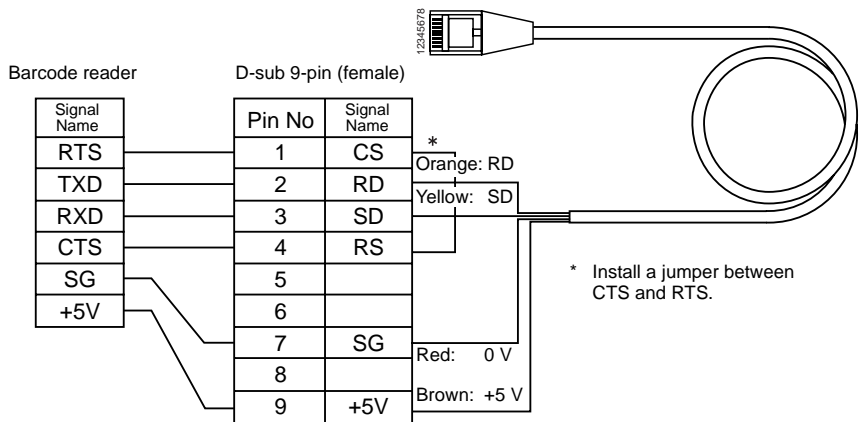 12345678
Barcode reader
D-sub 9-pin (female)
Signal
Name
Pin No
Signal
Name
RTS
1
CS
*
Orange: RD
TXD
2
RD
Yellow: SD
RXD
3
SD
CTS
4
RS
SG
5
+5V
6
* Install a jumper between
CTS and RTS.
7
SG
Red: 0 V
8
Brown: +5 V
9
+5V